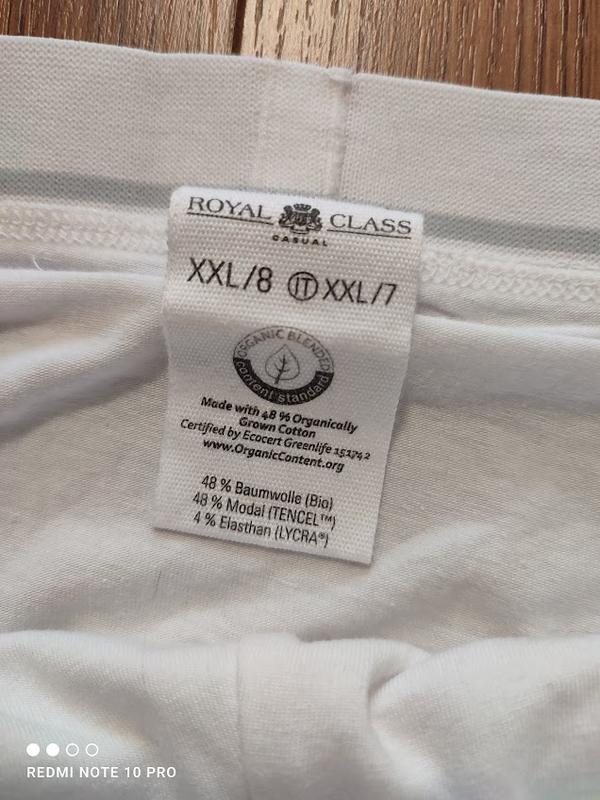 ROYAL CLASS
CASUAL
XXL/8 IT XXL/7
ORGANIC BLENDED
content standard
Made with 48 % Organically
Grown Cotton
Certified by Ecocert Greenlife 151742
www.OrganicContent.org
48 % Baumwolle (Bio)
48 % Modal (TENCEL™)
4 % Elasthan (LYCRA®)
REDMI NOTE 10 PRO